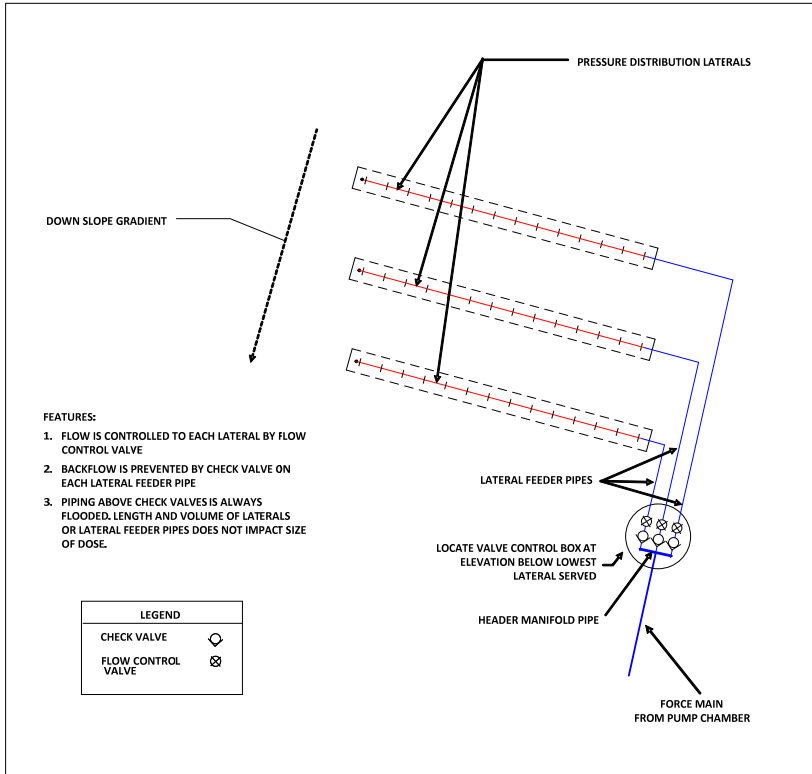 PRESSURE DISTRIBUTION LATERALS
DOWN SLOPE GRADIENT
FEATURES:
1. FLOW IS CONTROLLED TO EACH LATERAL BY FLOW
CONTROL VALVE
2. BACKFLOW IS PREVENTED BY CHECK VALVE ON
EACH LATERAL FEEDER PIPE
3. PIPING ABOVE CHECK VALVES IS ALWAYS
FLOODED. LENGTH AND VOLUME OF LATERALS
OR LATERAL FEEDER PIPES DOES NOT IMPACT SIZE
OF DOSE.
LATERAL FEEDER PIPES
LOCATE VALVE CONTROL BOX AT
ELEVATION BELOW LOWEST
LATERAL SERVED
HEADER MANIFOLD PIPE
LEGEND
CHECK VALVE
FLOW CONTROL
VALVE
FORCE MAIN
FROM PUMP CHAMBER